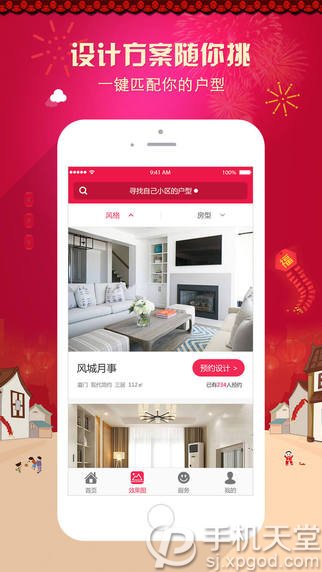 设计方案随你挑
一键匹配你的户型
9:41 AM
100%
寻找自己小区的户型
风格
房型
风城月事
预约设计 >
厦门 现代简约 三居 112㎡
已有234人预约
首页
效果图
服务
我的
福
手机天堂
sj.xpgod.com